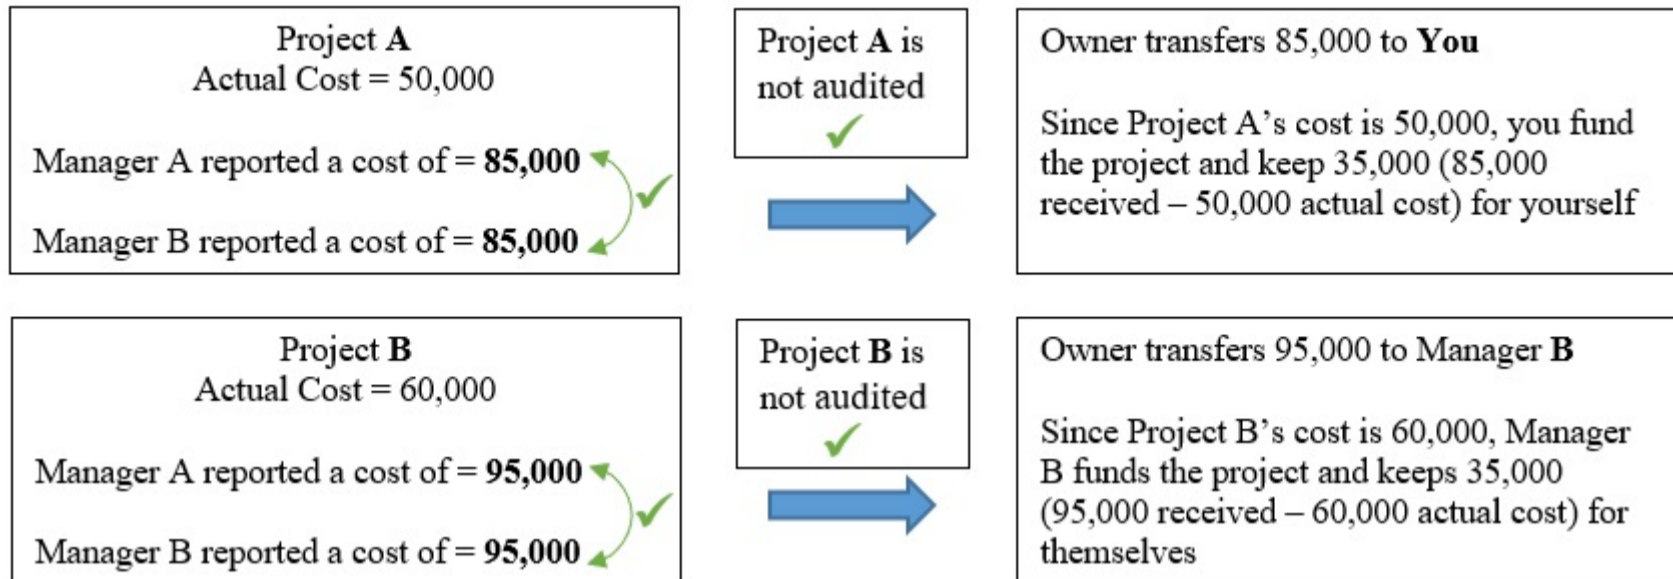 Project A
Actual Cost = 50,000
Manager A reported a cost of = 85,000
Manager B reported a cost of = 85,000
Project A is
not audited
Owner transfers 85,000 to You
Since Project A’s cost is 50,000, you fund
the project and keep 35,000 (85,000
received – 50,000 actual cost) for yourself
Project B
Actual Cost = 60,000
Manager A reported a cost of = 95,000
Manager B reported a cost of = 95,000
Project B is
not audited
Owner transfers 95,000 to Manager B
Since Project B’s cost is 60,000, Manager
B funds the project and keeps 35,000
(95,000 received – 60,000 actual cost) for
themselves